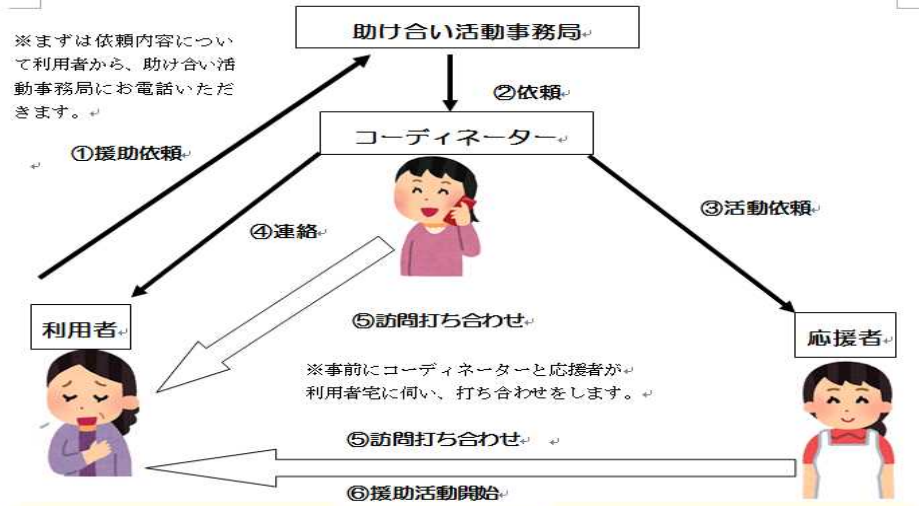 助け合い活動事務局
※まずは依頼内容につい
て利用者から、助け合い活
動事務局にお電話いただ
きます。
②依頼
コーディネーター
①援助依頼
④連絡
③活動依頼
利用者
⑤訪問打ち合わせ
応援者
※事前にコーディネーターと応援者が
利用者宅に伺い、打ち合わせをします。
⑤訪問打ち合わせ
⑥援助活動開始